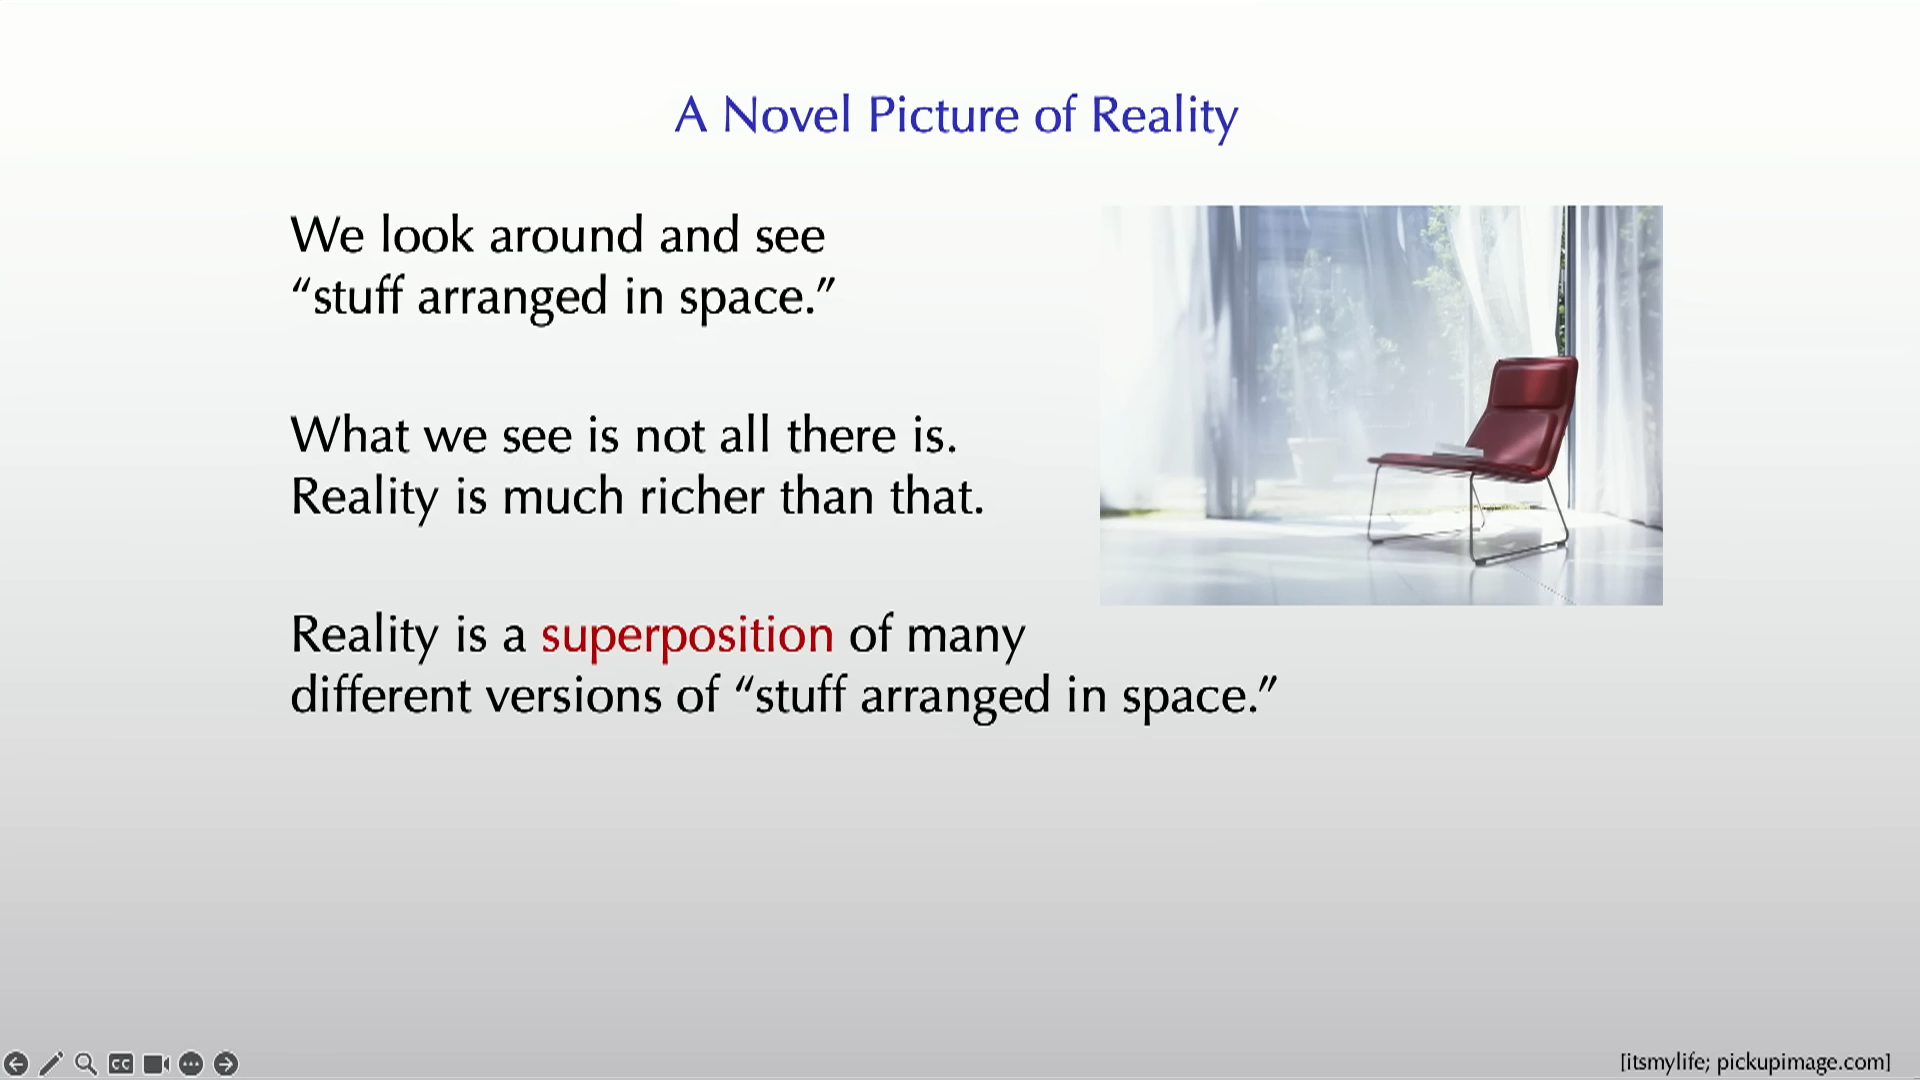 A Novel Picture of Reality
We look around and see
“stuff arranged in space.”
What we see is not all there is.
Reality is much richer than that.
Reality is a superposition of many
different versions of “stuff arranged in space.”
CC
[itsmylife; pickupimage.com]